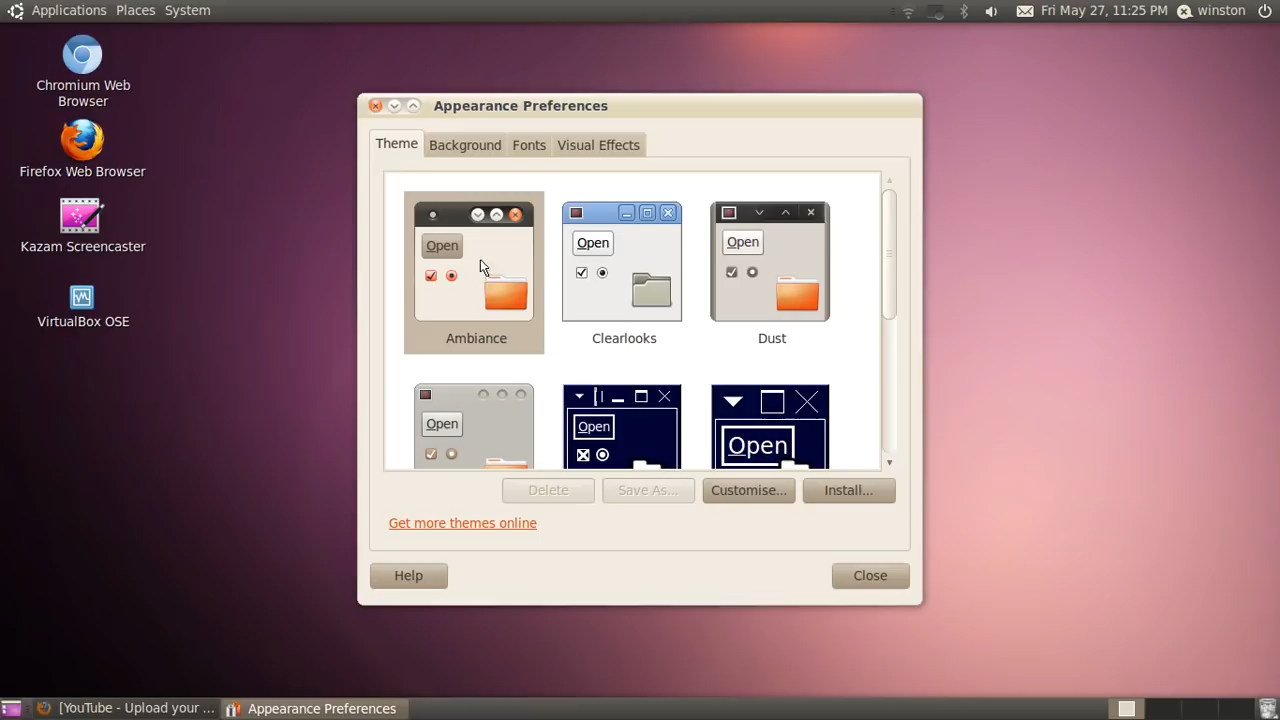 Applications Places System
Fri May 27, 11:25 PM winston
Chromium Web
Browser
Firefox Web Browser
Kazam Screencaster
VirtualBox OSE
Appearance Preferences
Theme Background Fonts Visual Effects
Open Open Open
Ambiance Clearlooks Dust
Open Open Open
Delete Save As... Customise... Install...
Get more themes online
Help Close
[YouTube - Upload your ... Appearance Preferences